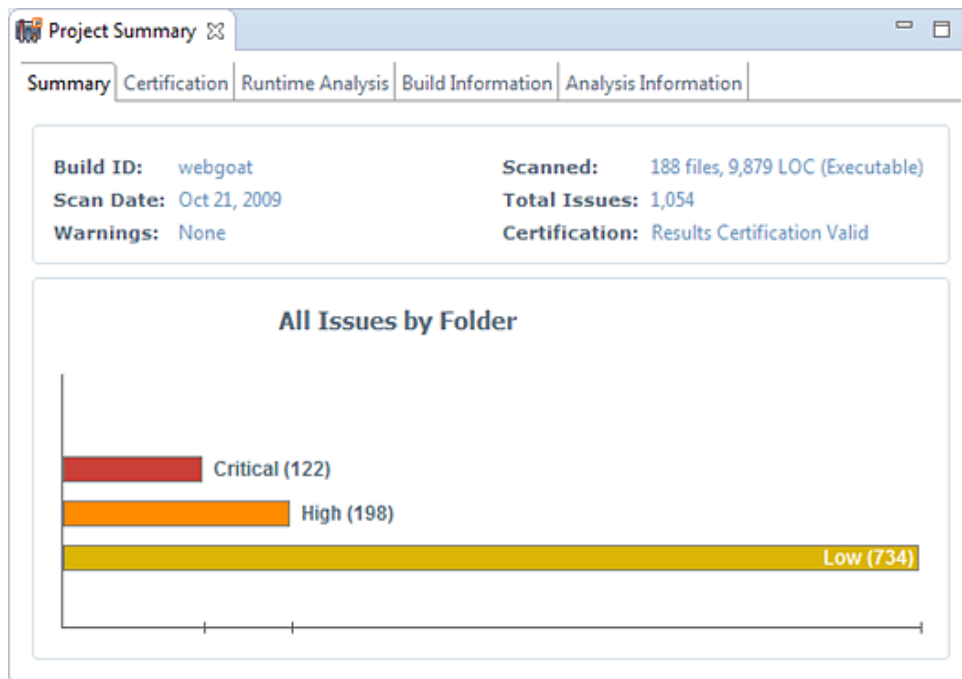 Project Summary
Summary Certification Runtime Analysis Build Information Analysis Information
Build ID: webgoat Scanned: 188 files, 9,879 LOC (Executable)
Scan Date: Oct 21, 2009 Total Issues: 1,054
Warnings: None Certification: Results Certification Valid
All Issues by Folder
Critical (122)
High (198)
Low (734)